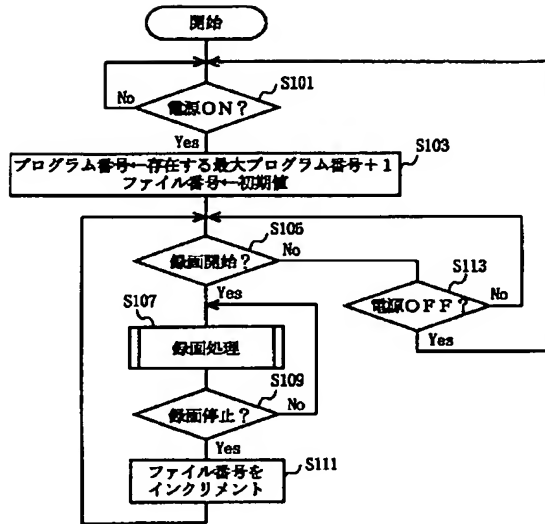 開始
S101
No
電源ON?
Yes
S103
プログラム番号←存在する最大プログラム番号+1
ファイル番号←初期値
S105
録画開始?
No
S113
電源OFF?
No
Yes
Yes
S107
録画処理
S109
録画停止?
No
Yes
S111
ファイル番号を
インクリメント